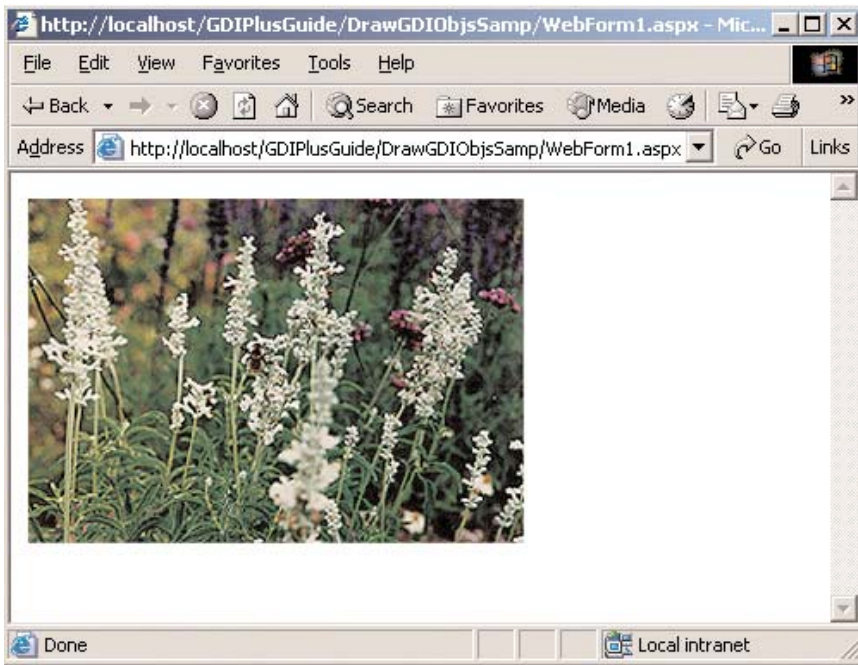 http://localhost/GDIPlusGuide/DrawGDIObjsSamp/WebForm1.aspx - Mic...
File Edit View Favorites Tools Help
Back Search Favorites Media »
Address http://localhost/GDIPlusGuide/DrawGDIObjsSamp/WebForm1.aspx Go Links
Done Local intranet